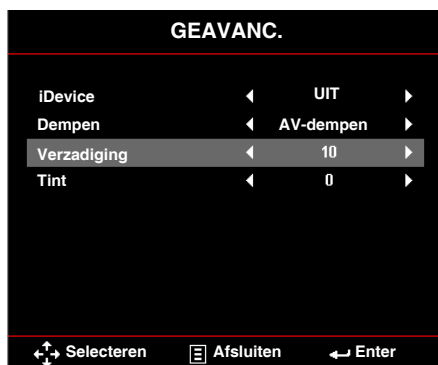 GEAVANC.
iDevice UIT
Dempen AV-dempen
Verzadiging 10
Tint 0
Selecteren Afsluiten Enter